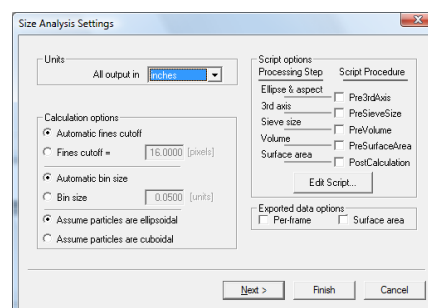 Size Analysis Settings
Units
All output in inches
Calculation options
Automatic fines cutoff
Fines cutoff = 16.0000 [pixels]
Automatic bin size
Bin size 0.0500 [units]
Assume particles are ellipsoidal
Assume particles are cuboidal
Script options
Processing Step Script Procedure
Ellipse & aspect
Pre3rdAxis
3rd axis
PreSieveSize
Sieve size
PreVolume
Volume
PreSurfaceArea
Surface area
PostCalculation
Edit Script...
Exported data options
Per-frame Surface area
Next > Finish Cancel